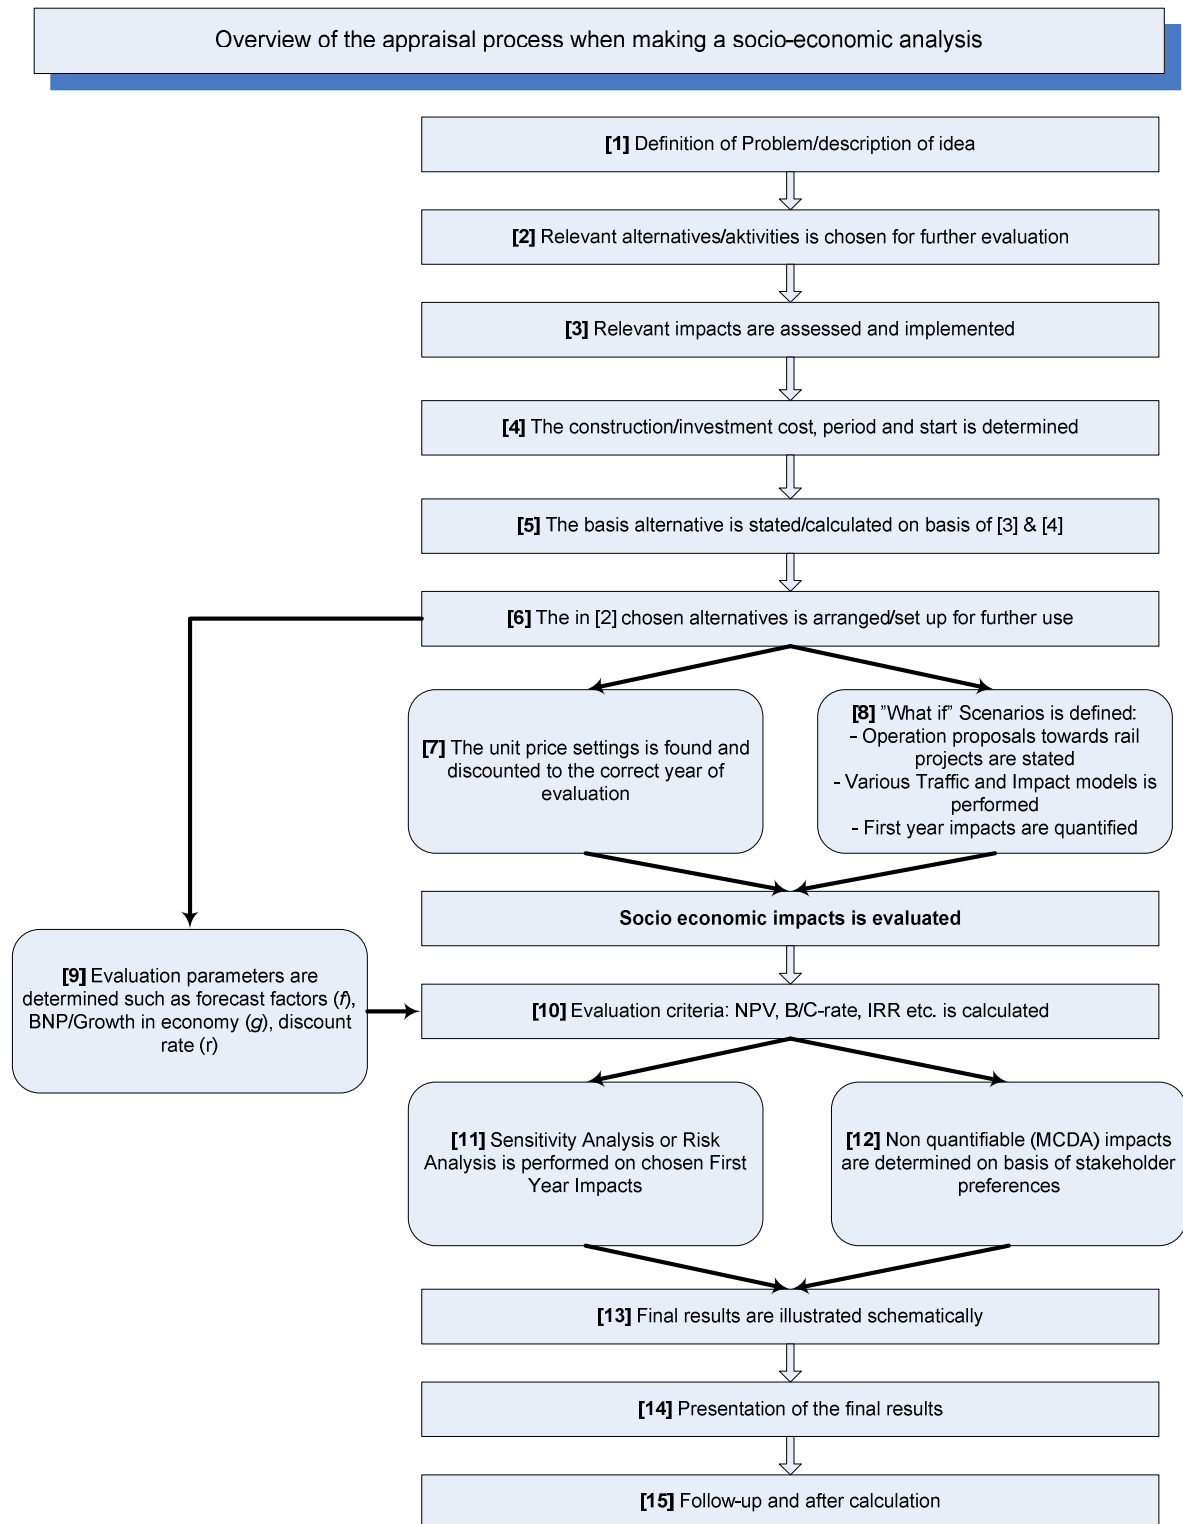 Overview of the appraisal process when making a socio-economic analysis
[1] Definition of Problem/description of idea
[2] Relevant alternatives/aktivities is chosen for further evaluation
[3] Relevant impacts are assessed and implemented
[4] The construction/investment cost, period and start is determined
[5] The basis alternative is stated/calculated on basis of [3] & [4]
[6] The in [2] chosen alternatives is arranged/set up for further use
[7] The unit price settings is found and
discounted to the correct year of
evaluation
[8] ”What if” Scenarios is defined:
- Operation proposals towards rail
projects are stated
- Various Traffic and Impact models is
performed
- First year impacts are quantified
Socio economic impacts is evaluated
[9] Evaluation parameters are
determined such as forecast factors (f),
BNP/Growth in economy (g), discount
rate (r)
[10] Evaluation criteria: NPV, B/C-rate, IRR etc. is calculated
[11] Sensitivity Analysis or Risk
Analysis is performed on chosen First
Year Impacts
[12] Non quantifiable (MCDA) impacts
are determined on basis of stakeholder
preferences
[13] Final results are illustrated schematically
[14] Presentation of the final results
[15] Follow-up and after calculation